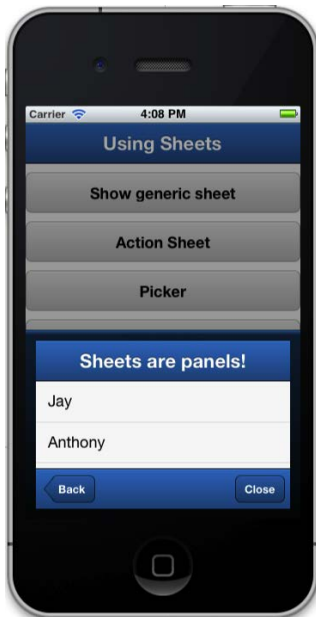 Carrier 4:08 PM
Using Sheets
Show generic sheet
Action Sheet
Picker
Sheets are panels!
Jay
Anthony
Back Close